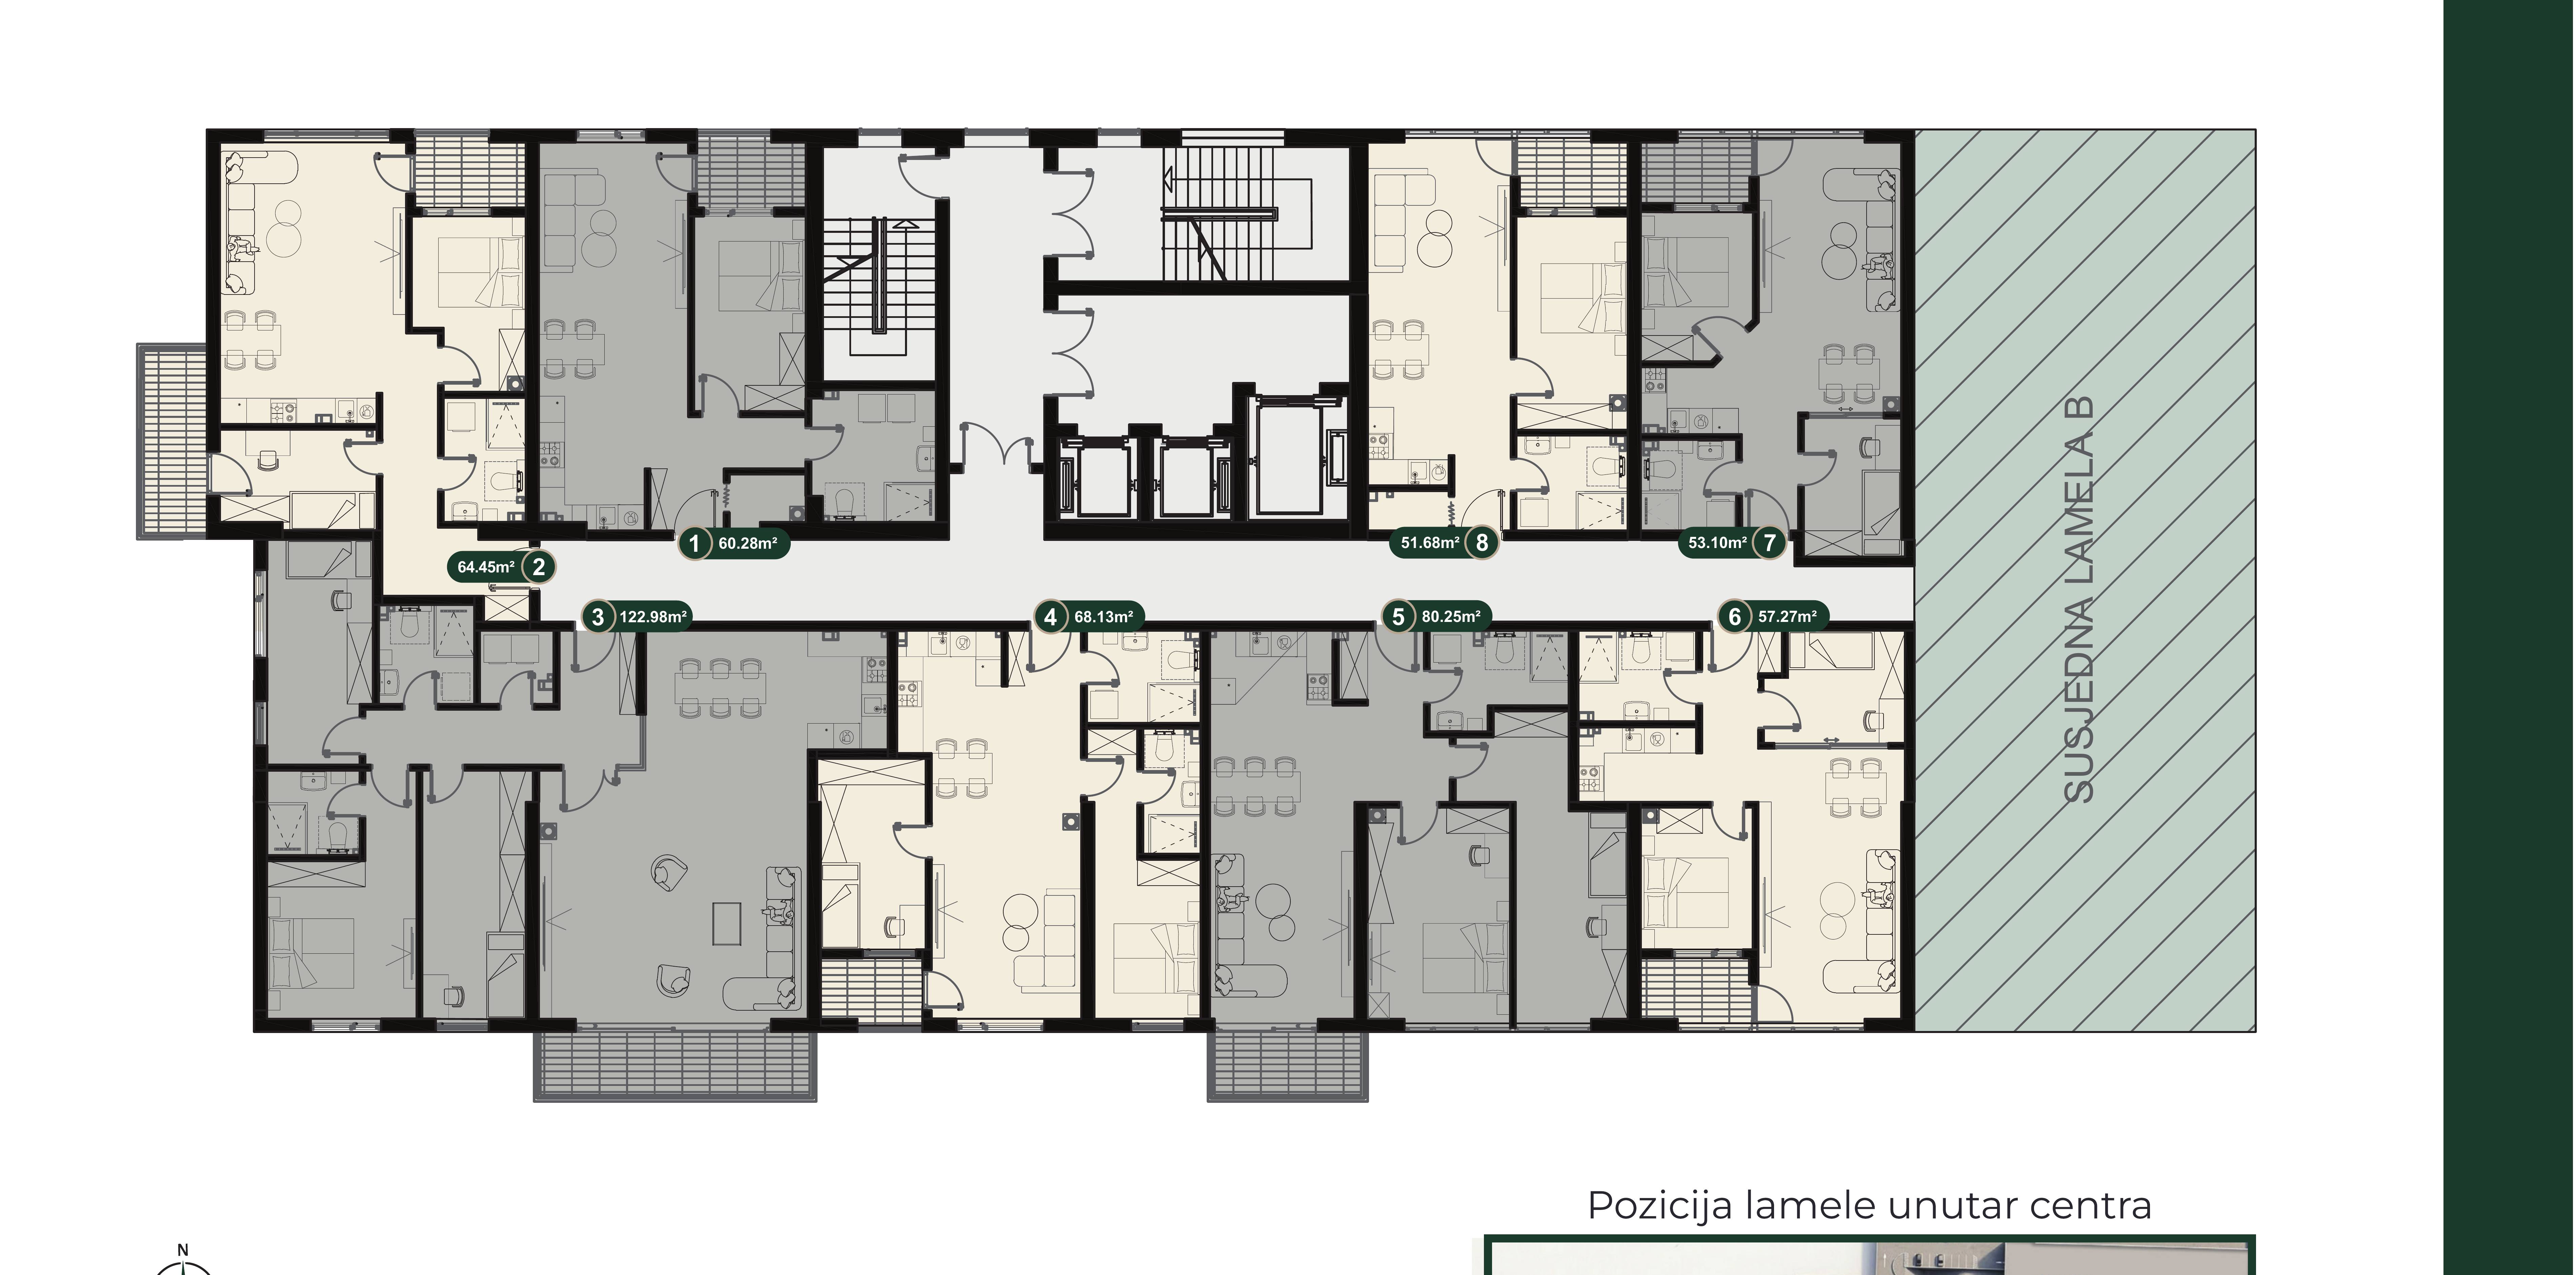 1 60.28m²
51.68m² 8
53.10m² 7
64.45m² 2
3 122.98m²
4 68.13m²
5 80.25m²
6 57.27m²
SUSJEDNA LAMELA B
Pozicija lamele unutar centra
N